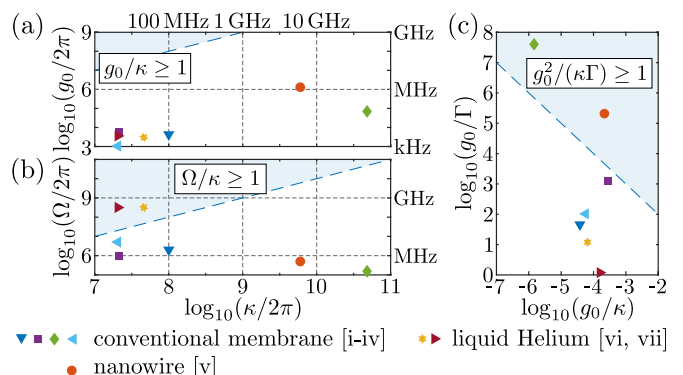 (a)
100 MHz 1 GHz 10 GHz
(c)
9
g₀/κ ≥ 1
6
3
log₁₀(g₀/2π)
GHz
MHz
kHz
(b)
Ω/κ ≥ 1
9
6
log₁₀(Ω/2π)
GHz
MHz
7 8 9 10 11
log₁₀(κ/2π)
8
7
6
5
4
3
2
1
0
log₁₀(g₀/Γ)
g₀²/(κΓ) ≥ 1
-7 -6 -5 -4 -3 -2
log₁₀(g₀/κ)
conventional membrane [i-iv]
liquid Helium [vi, vii]
nanowire [v]